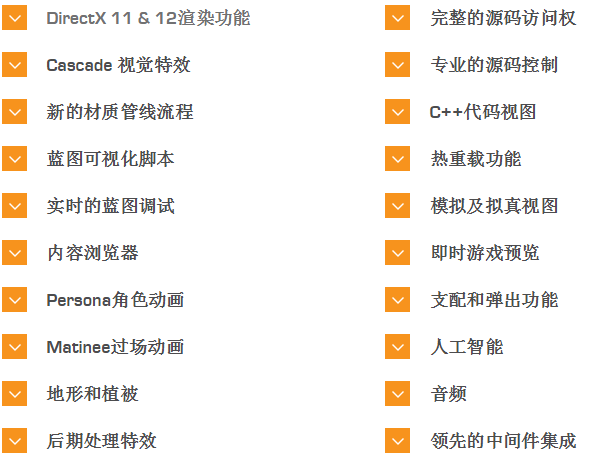 DirectX 11 & 12渲染功能
Cascade 视觉特效
新的材质管线流程
蓝图可视化脚本
实时的蓝图调试
内容浏览器
Persona角色动画
Matinee过场动画
地形和植被
后期处理特效
完整的源码访问权
专业的源码控制
C++代码视图
热重载功能
模拟及拟真视图
即时游戏预览
支配和弹出功能
人工智能
音频
领先的中间件集成